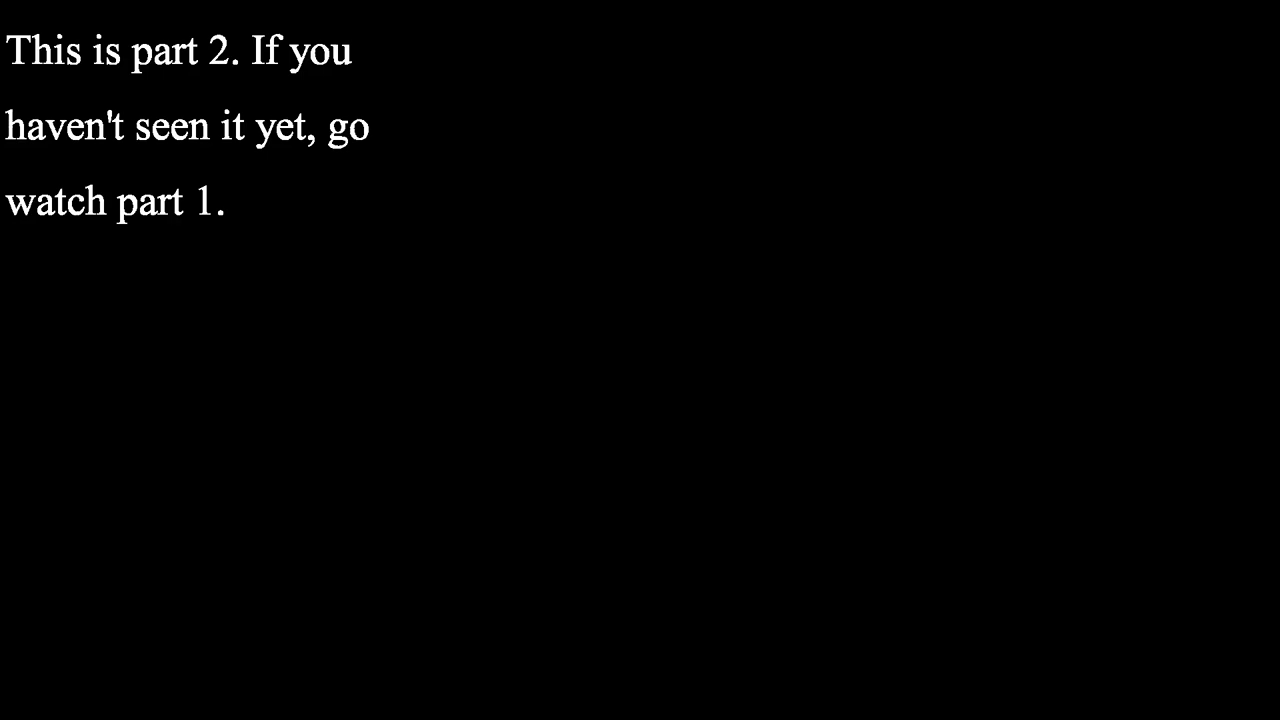 This is part 2. If you
haven't seen it yet, go
watch part 1.